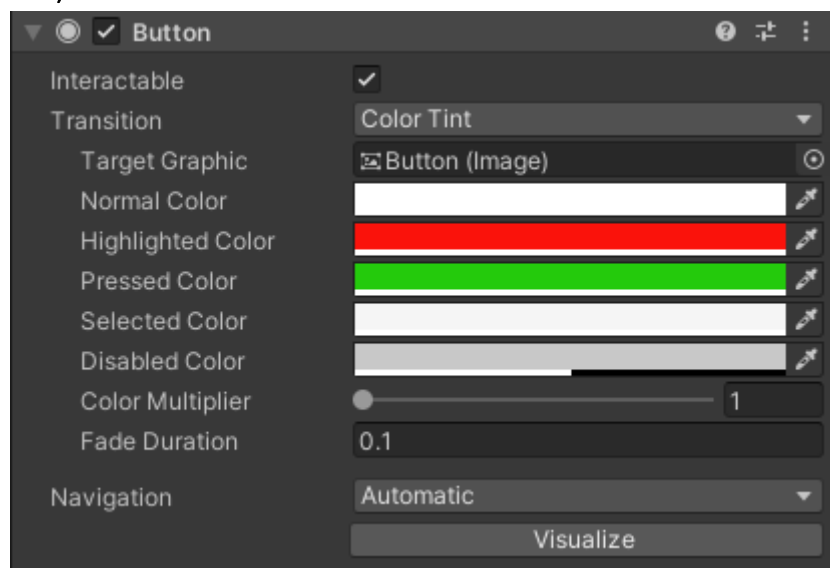 Button
Interactable
Transition Color Tint
Target Graphic Button (Image)
Normal Color
Highlighted Color
Pressed Color
Selected Color
Disabled Color
Color Multiplier 1
Fade Duration 0.1
Navigation Automatic
Visualize